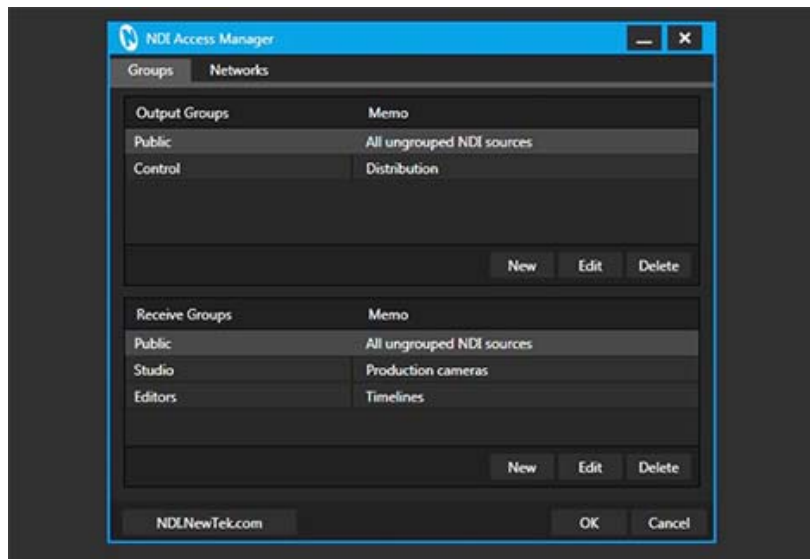 NDI Access Manager
Groups Networks
Output Groups Memo
Public All ungrouped NDI sources
Control Distribution
New Edit Delete
Receive Groups Memo
Public All ungrouped NDI sources
Studio Production cameras
Editors Timelines
New Edit Delete
NDI.NewTek.com OK Cancel